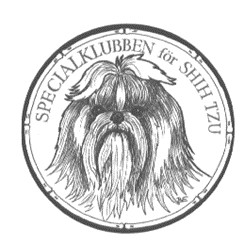 SPECIALKLUBBEN för SHIH TZU